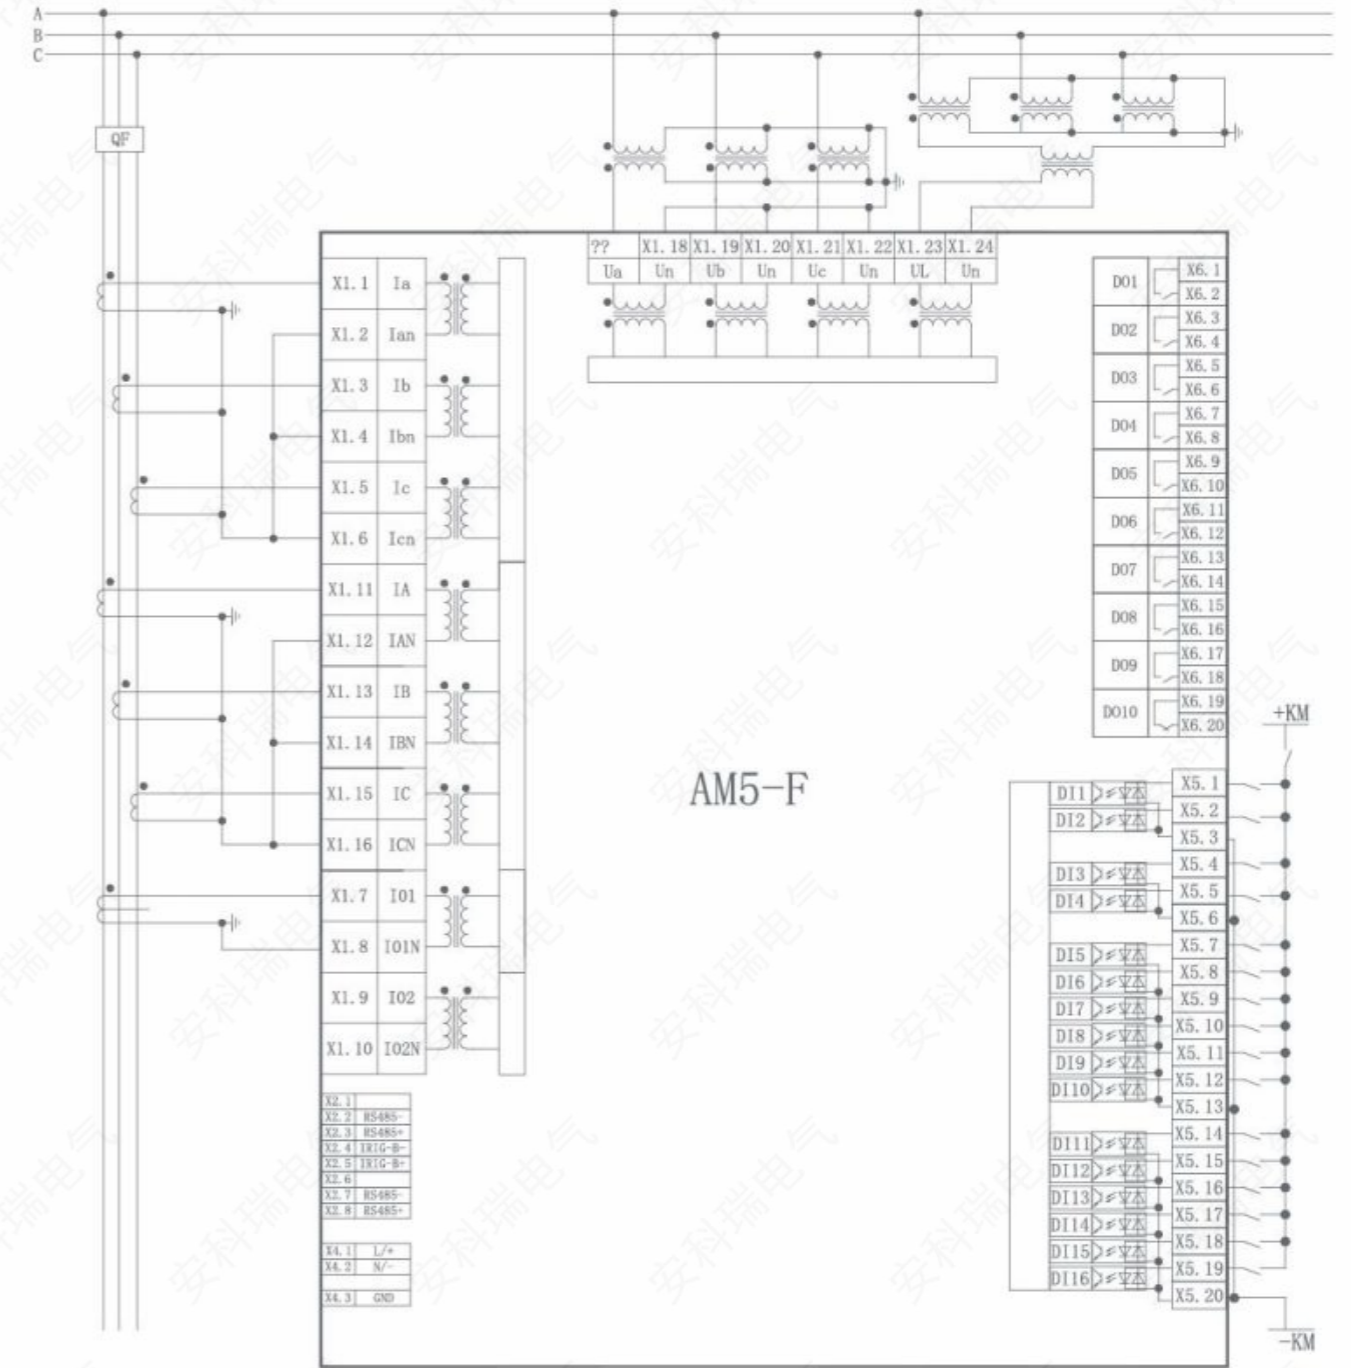 A
B
C
QF
?? X1.18 X1.19 X1.20 X1.21 X1.22 X1.23 X1.24
Ua Un Ub Un Uc Un UL Un
X1.1 Ia
X1.2 Ian
X1.3 Ib
X1.4 Ibn
X1.5 Ic
X1.6 Icn
X1.11 IA
X1.12 IAN
X1.13 IB
X1.14 IBN
X1.15 IC
X1.16 ICN
X1.7 I01
X1.8 I01N
X1.9 I02
X1.10 I02N
X2.1
X2.2 RS485-
X2.3 RS485+
X2.4 IRIG-B-
X2.5 IRIG-B+
X2.6
X2.7 RS485-
X2.8 RS485+
X4.1 L/+
X4.2 N/-
X4.3 GND
AM5-F
DO1 X6.1
X6.2
DO2 X6.3
X6.4
DO3 X6.5
X6.6
DO4 X6.7
X6.8
DO5 X6.9
X6.10
DO6 X6.11
X6.12
DO7 X6.13
X6.14
DO8 X6.15
X6.16
DO9 X6.17
X6.18
DO10 X6.19
X6.20
+KM
DI1 X5.1
DI2 X5.2
X5.3
DI3 X5.4
DI4 X5.5
X5.6
DI5 X5.7
DI6 X5.8
DI7 X5.9
DI8 X5.10
DI9 X5.11
DI10 X5.12
X5.13
DI11 X5.14
DI12 X5.15
DI13 X5.16
DI14 X5.17
DI15 X5.18
DI16 X5.19
X5.20
-KM
安科瑞电气